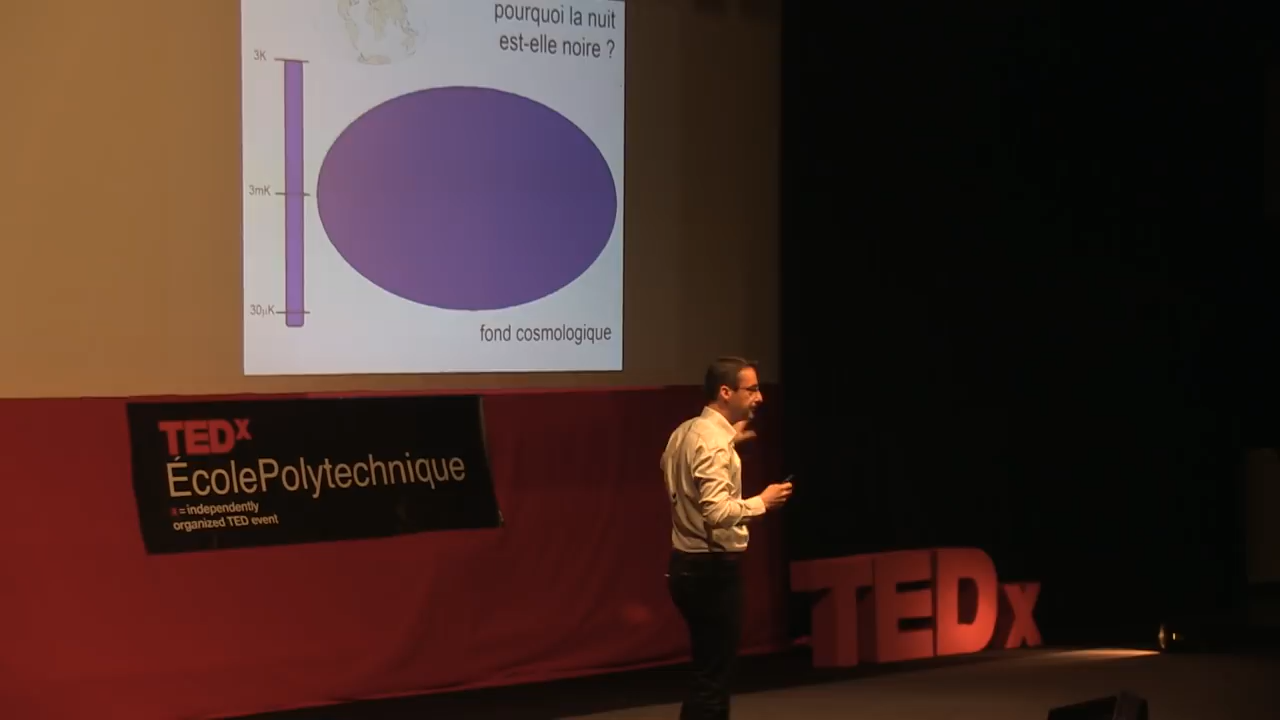 pourquoi la nuit
est-elle noire ?
3K
3mK
30µK
fond cosmologique
TEDx
ÉcolePolytechnique
x = independently
organized TED event
TEDx